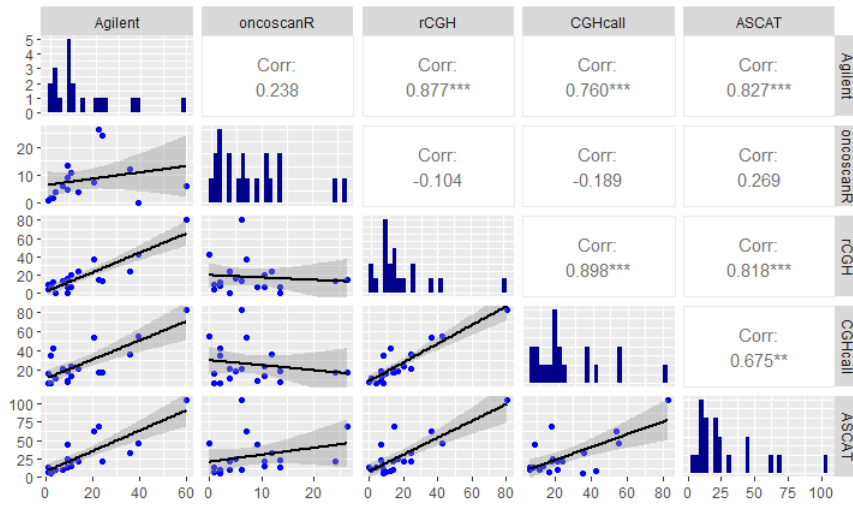 Agilent oncoscanR rCGH CGHcall ASCAT
5
4
3
2
1
0
Corr:
0.238
Corr:
0.877***
Corr:
0.760***
Corr:
0.827***
Agilent
20
10
0
Corr:
-0.104
Corr:
-0.189
Corr:
0.269
oncoscanR
80
60
40
20
0
Corr:
0.898***
Corr:
0.818***
rCGH
80
60
40
20
Corr:
0.675**
CGHcall
100
75
50
25
0
ASCAT
0 20 40 60 0 10 20 0 20 40 60 80 20 40 60 80 0 25 50 75 100